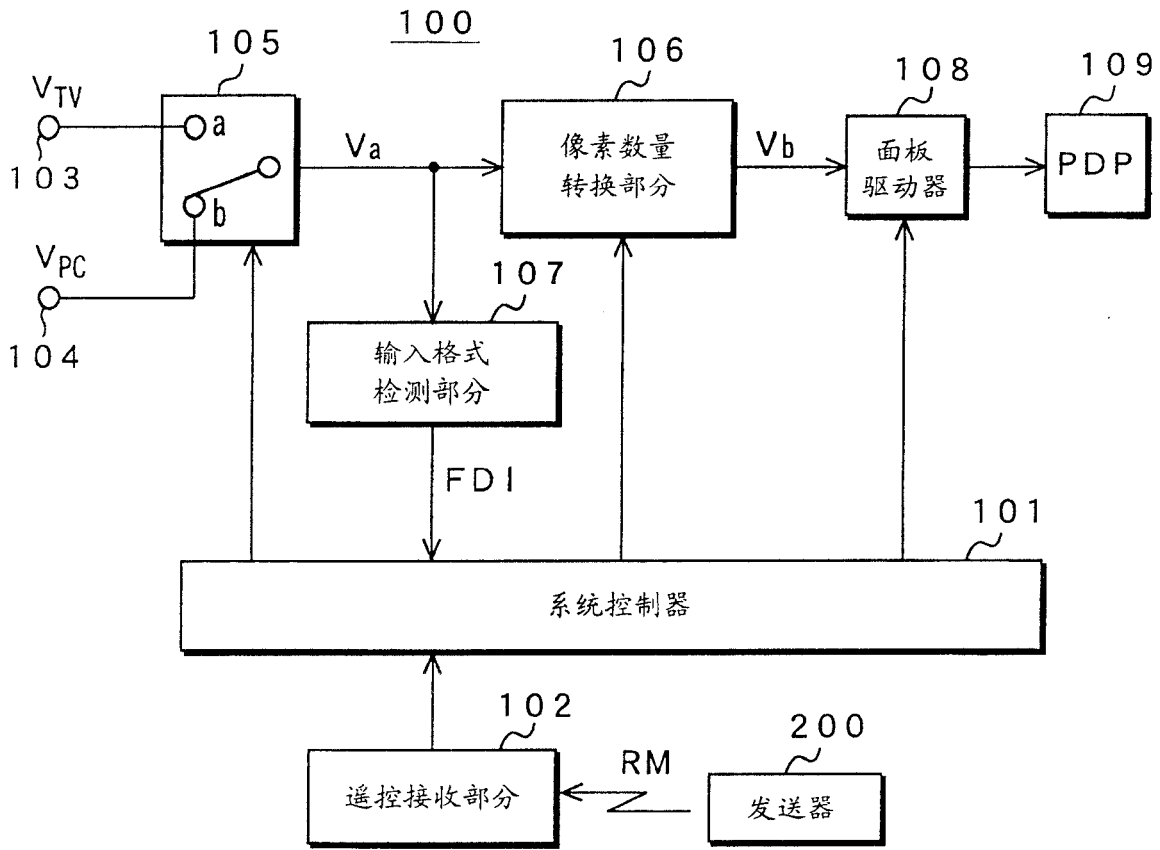 100
105
106
108
109
V_TV
a
103
Va
像素数量
转换部分
Vb
面板
驱动器
PDP
b
V_PC
104
107
输入格式
检测部分
FDI
101
系统控制器
102
遥控接收部分
RM
200
发送器